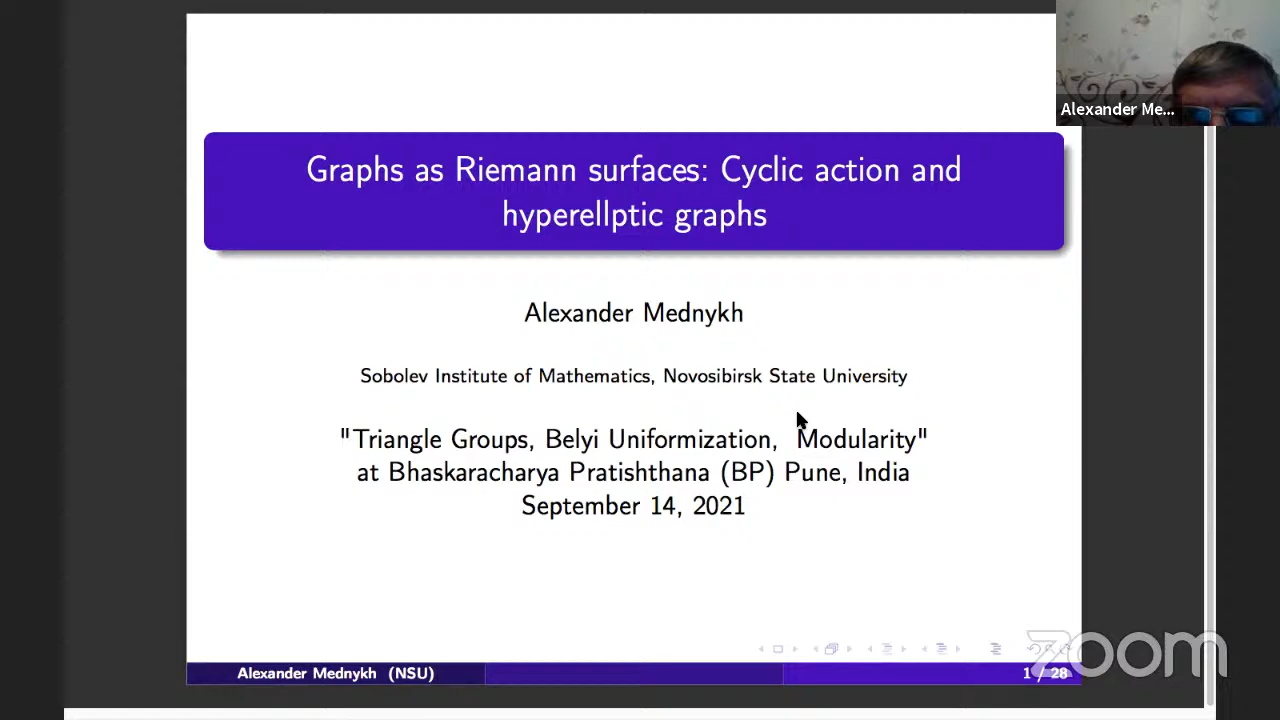 Alexander Me...
Graphs as Riemann surfaces: Cyclic action and
hyperellptic graphs
Alexander Mednykh
Sobolev Institute of Mathematics, Novosibirsk State University
"Triangle Groups, Belyi Uniformization, Modularity"
at Bhaskaracharya Pratishthana (BP) Pune, India
September 14, 2021
Alexander Mednykh (NSU)
1 / 28
zoom